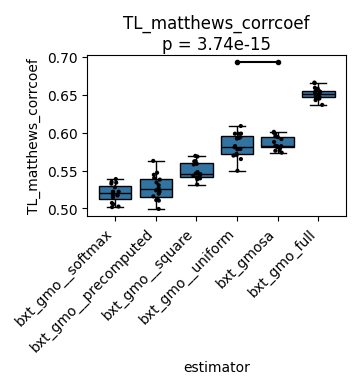 TL_matthews_corrcoef
p = 3.74e-15
TL_matthews_corrcoef
0.70
0.65
0.60
0.55
0.50
bxt_gmo__softmax
bxt_gmo__precomputed
bxt_gmo__square
bxt_gmo__uniform
bxt_gmosa
bxt_gmo_full
estimator